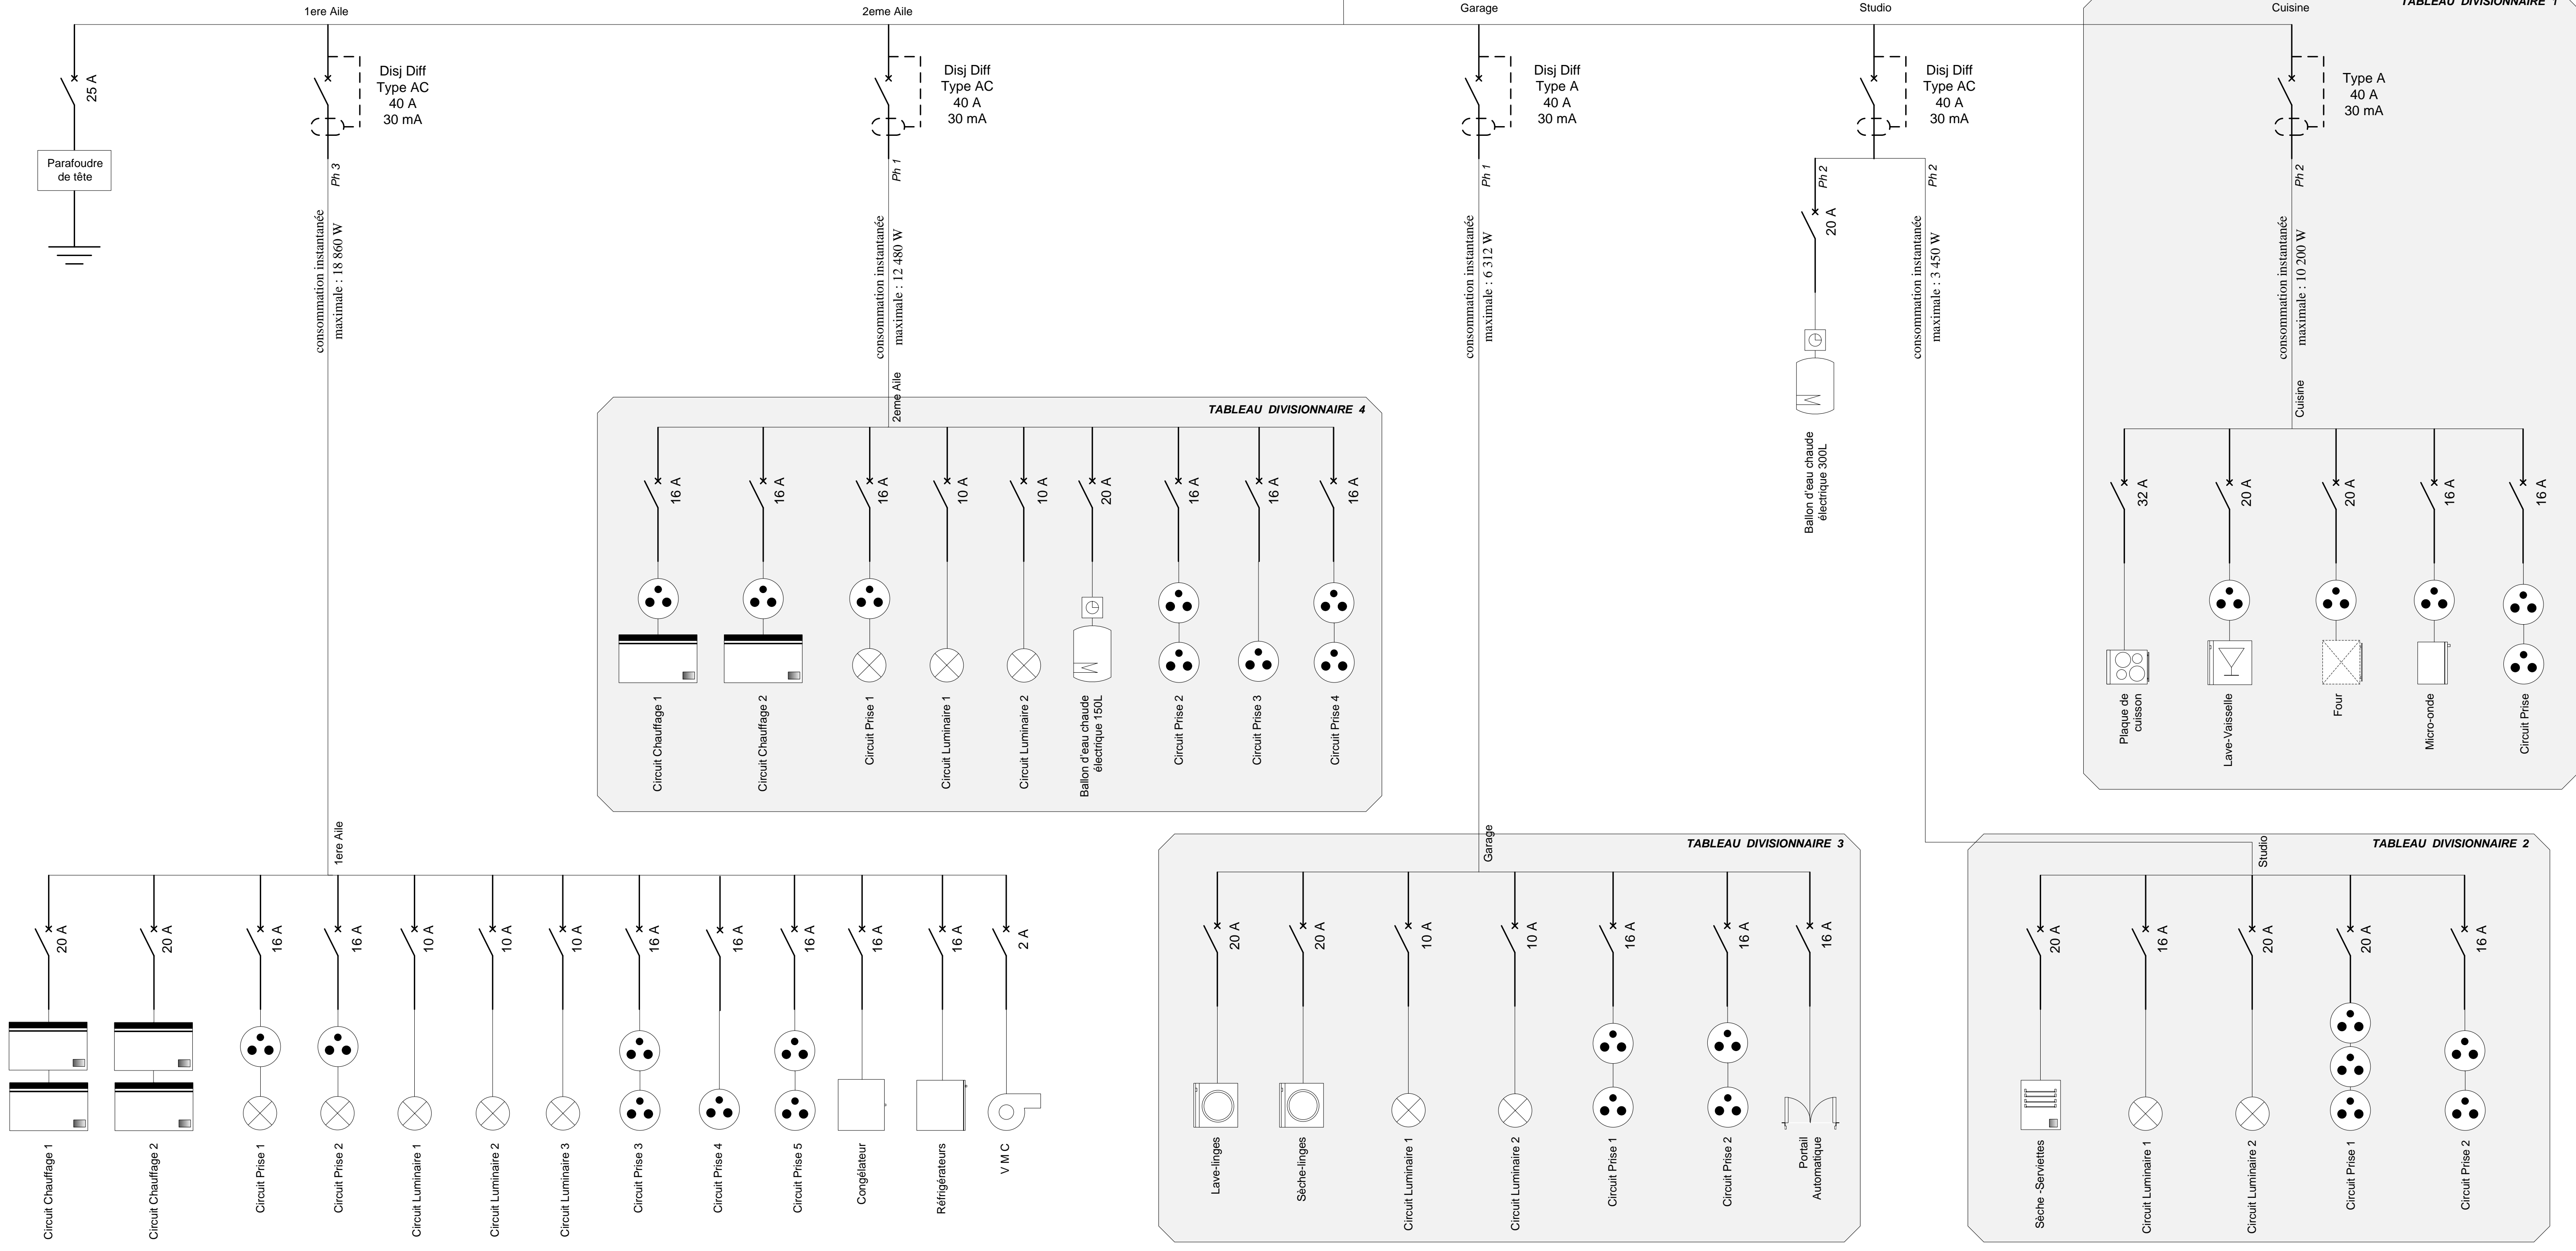 1ere Aile
2eme Aile
Garage
Studio
Cuisine
TABLEAU DIVISIONNAIRE 1
25 A
Parafoudre
de tête
Disj Diff
Type AC
40 A
30 mA
Ph 3
consommation instantanée
maximale : 18 860 W
Disj Diff
Type AC
40 A
30 mA
Ph 1
consommation instantanée
maximale : 12 480 W
2eme Aile
Disj Diff
Type A
40 A
30 mA
Ph 1
consommation instantanée
maximale : 6 312 W
Disj Diff
Type AC
40 A
30 mA
Ph 2
20 A
Ballon d'eau chaude
électrique 300L
Ph 2
consommation instantanée
maximale : 3 450 W
Type A
40 A
30 mA
Ph 2
consommation instantanée
maximale : 10 200 W
Cuisine
32 A
20 A
20 A
16 A
16 A
Plaque de
cuisson
Lave-Vaisselle
Four
Micro-onde
Circuit Prise
TABLEAU DIVISIONNAIRE 4
16 A
16 A
16 A
10 A
10 A
20 A
16 A
16 A
16 A
Circuit Chauffage 1
Circuit Chauffage 2
Circuit Prise 1
Circuit Luminaire 1
Circuit Luminaire 2
Ballon d'eau chaude
électrique 150L
Circuit Prise 2
Circuit Prise 3
Circuit Prise 4
1ere Aile
20 A
20 A
16 A
16 A
10 A
10 A
10 A
16 A
16 A
16 A
16 A
16 A
2 A
Circuit Chauffage 1
Circuit Chauffage 2
Circuit Prise 1
Circuit Prise 2
Circuit Luminaire 1
Circuit Luminaire 2
Circuit Luminaire 3
Circuit Prise 3
Circuit Prise 4
Circuit Prise 5
Congélateur
Réfrigérateurs
V M C
Garage
TABLEAU DIVISIONNAIRE 3
20 A
20 A
10 A
10 A
16 A
16 A
16 A
Lave-linges
Sèche-linges
Circuit Luminaire 1
Circuit Luminaire 2
Circuit Prise 1
Circuit Prise 2
Portail
Automatique
Studio
TABLEAU DIVISIONNAIRE 2
20 A
16 A
20 A
20 A
16 A
Sèche -Serviettes
Circuit Luminaire 1
Circuit Luminaire 2
Circuit Prise 1
Circuit Prise 2